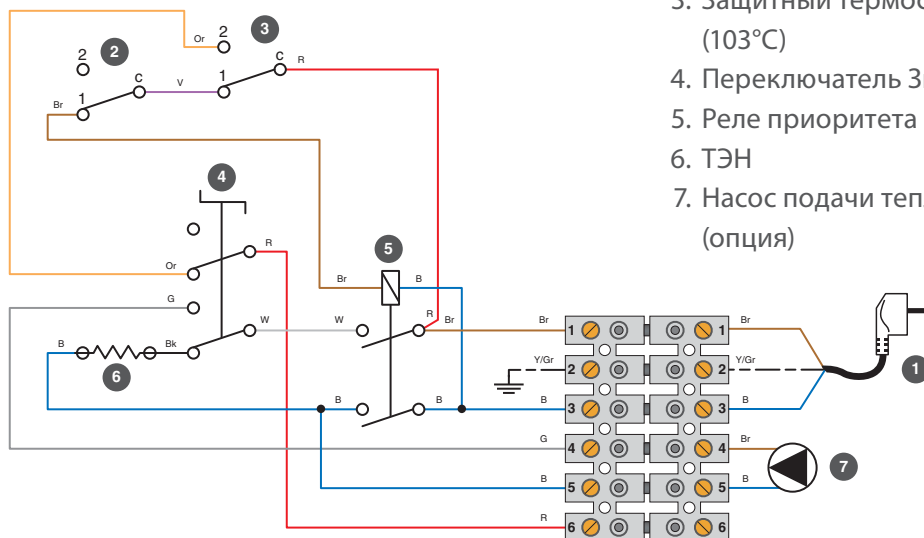 3. Защитный термос
(103°C)
4. Переключатель З
5. Реле приоритета
6. ТЭН
7. Насос подачи теп
(опция)
Or 2 3
2 2 C R
C V 1
Br 1
4
R 5
Or Br B
G R
W W Br Br 1 1 Br
B Bk Y/Gr 2 2 Y/Gr 1
6
B B B 3 3 B
G 4 4 Br 7
B 5 5 B
R 6 6